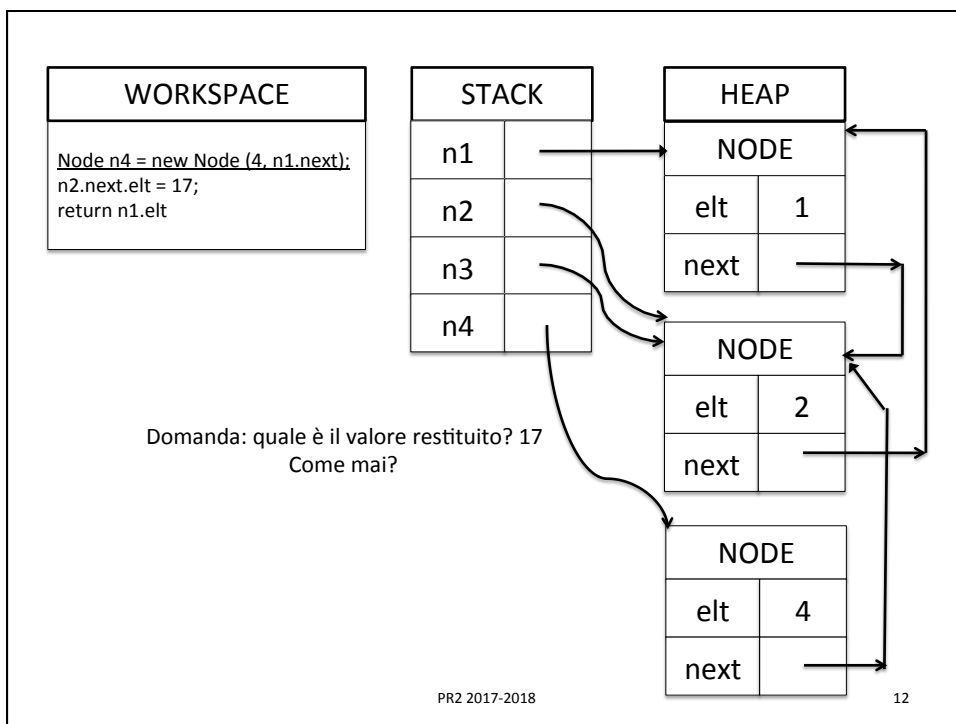 WORKSPACE
Node n4 = new Node (4, n1.next);
n2.next.elt = 17;
return n1.elt
STACK
n1
n2
n3
n4
HEAP
NODE
elt 1
next
NODE
elt 2
next
NODE
elt 4
next
Domanda: quale è il valore restituito? 17
Come mai?
PR2 2017-2018 12